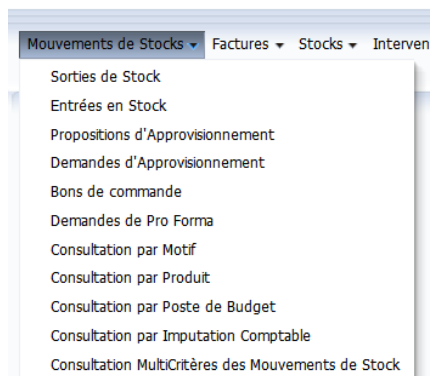 Mouvements de Stocks Factures Stocks Interven
Sorties de Stock
Entrées en Stock
Propositions d'Approvisionnement
Demandes d'Approvisionnement
Bons de commande
Demandes de Pro Forma
Consultation par Motif
Consultation par Produit
Consultation par Poste de Budget
Consultation par Imputation Comptable
Consultation MultiCritères des Mouvements de Stock